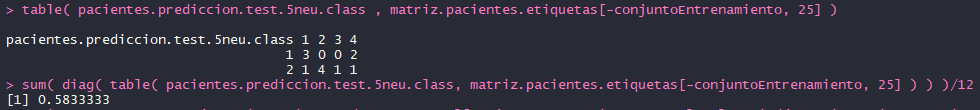 > table( pacientes.prediccion.test.5neu.class , matriz.pacientes.etiquetas[-conjuntoEntrenamiento, 25] )
pacientes.prediccion.test.5neu.class 1 2 3 4
1 3 0 0 2
2 1 4 1 1
> sum( diag( table( pacientes.prediccion.test.5neu.class, matriz.pacientes.etiquetas[-conjuntoEntrenamiento, 25] ) ) )/12
[1] 0.5833333